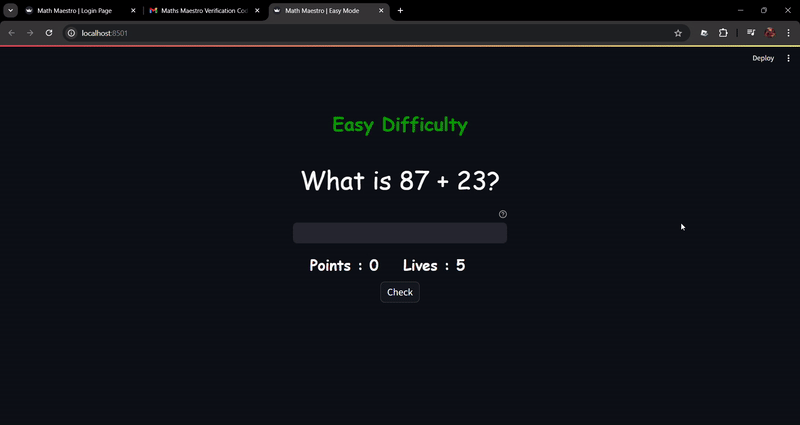 Math Maestro | Login Page
Maths Maestro Verification Cod
Math Maestro | Easy Mode
localhost:8501
Deploy
Easy Difficulty
What is 87 + 23?
Points : 0 Lives : 5
Check